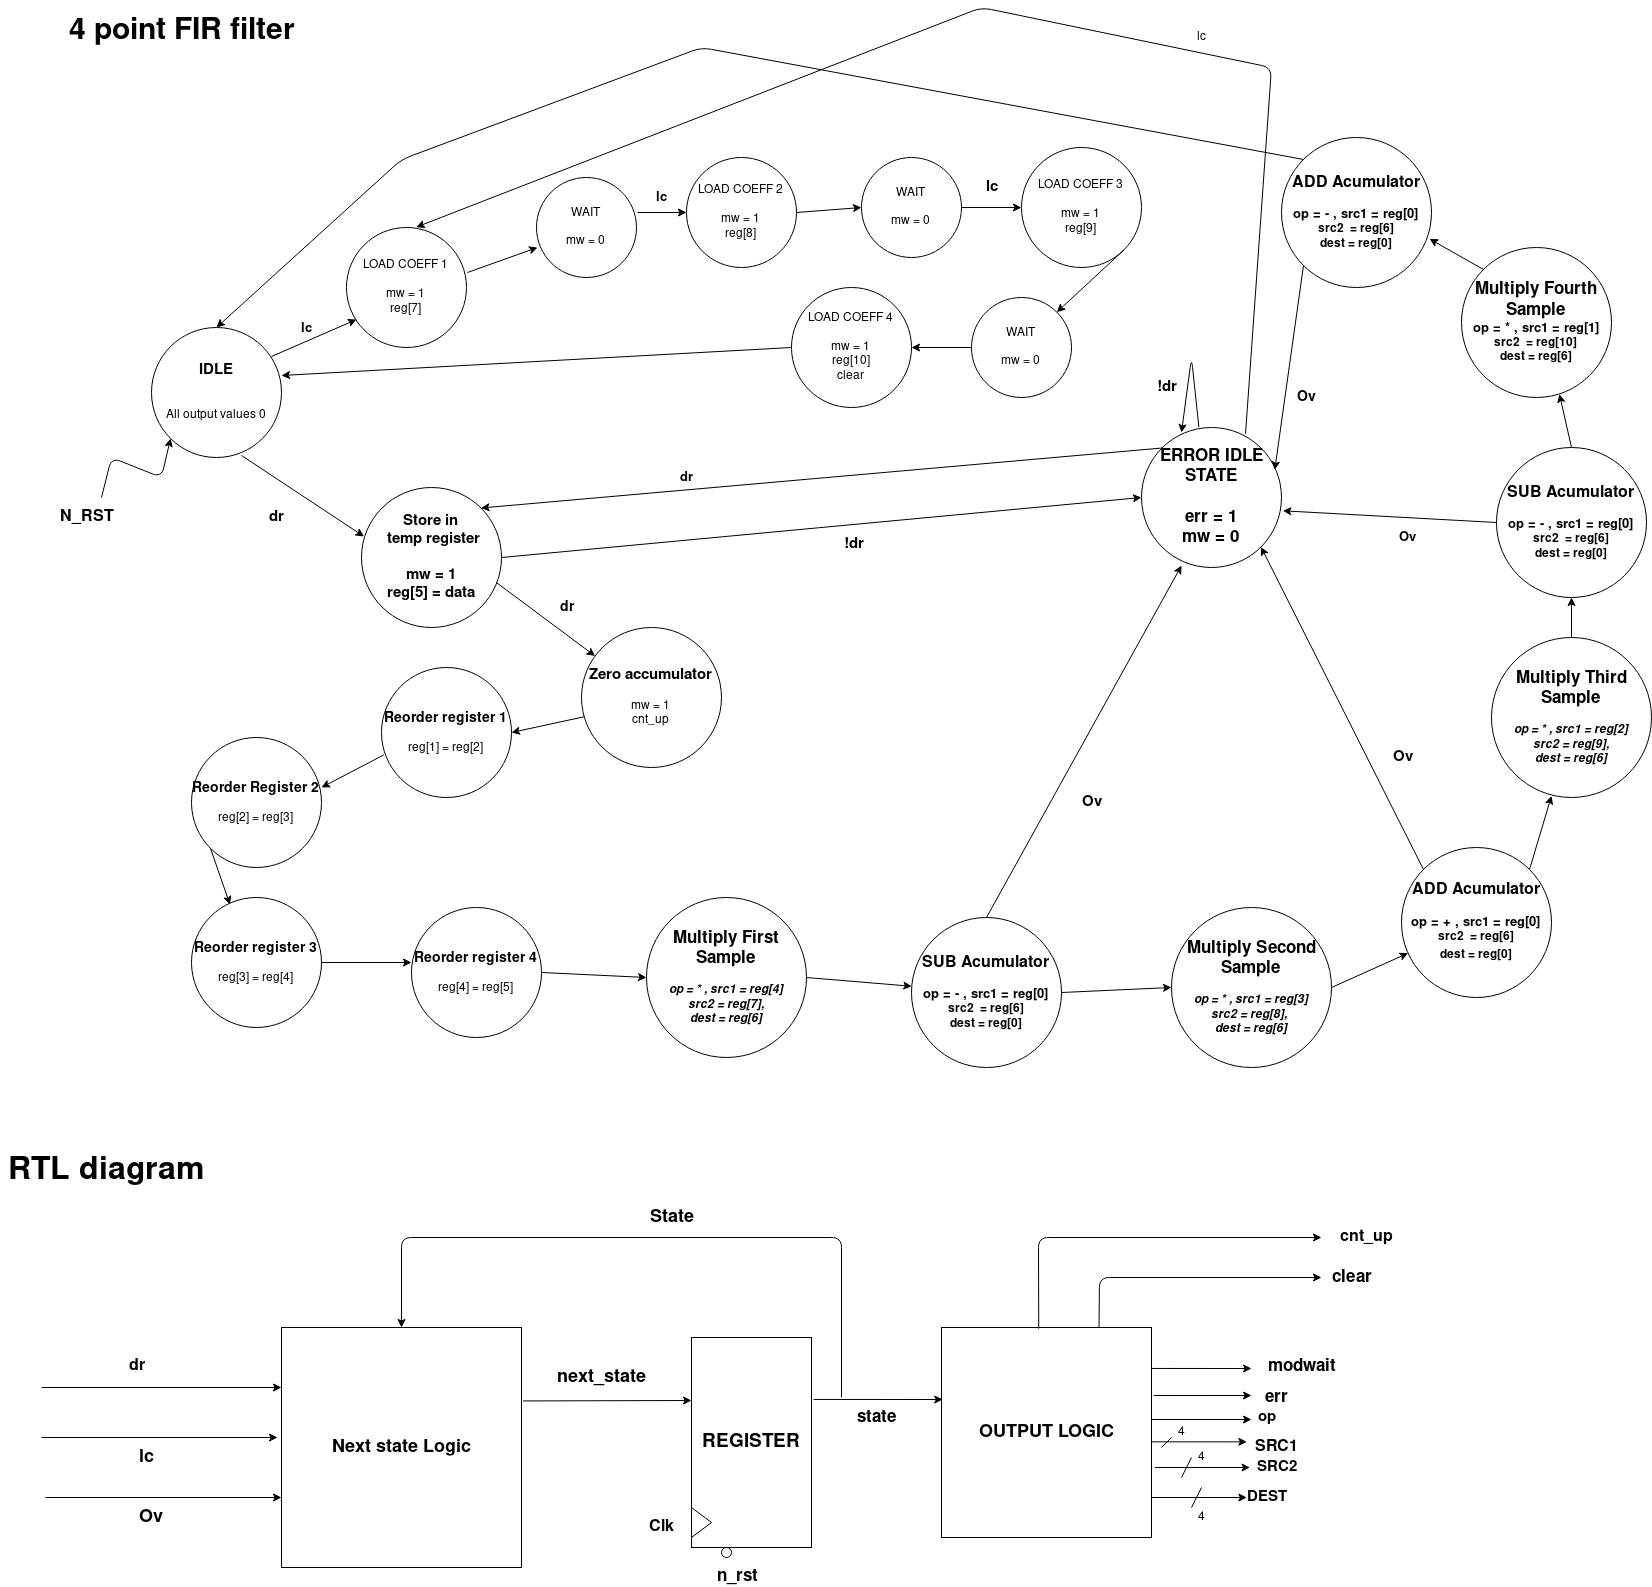 4 point FIR filter
lc
ADD Acumulator
op = - , src1 = reg[0]
src2 = reg[6]
dest = reg[0]
LOAD COEFF 1
mw = 1
reg[7]
WAIT
mw = 0
lc
LOAD COEFF 2
mw = 1
reg[8]
WAIT
mw = 0
lc
LOAD COEFF 3
mw = 1
reg[9]
LOAD COEFF 4
mw = 1
reg[10]
clear
WAIT
mw = 0
lc
IDLE
All output values 0
N_RST
Multiply Fourth
Sample
op = * , src1 = reg[1]
src2 = reg[10]
dest = reg[6]
!dr
Ov
ERROR IDLE
STATE
err = 1
mw = 0
dr
dr
!dr
Store in
temp register
mw = 1
reg[5] = data
SUB Acumulator
op = - , src1 = reg[0]
src2 = reg[6]
dest = reg[0]
Ov
dr
Zero accumulator
mw = 1
cnt_up
Reorder register 1
reg[1] = reg[2]
Reorder Register 2
reg[2] = reg[3]
Multiply Third
Sample
op = * , src1 = reg[2]
src2 = reg[9],
dest = reg[6]
Ov
Ov
Reorder register 3
reg[3] = reg[4]
Reorder register 4
reg[4] = reg[5]
Multiply First
Sample
op = * , src1 = reg[4]
src2 = reg[7],
dest = reg[6]
SUB Acumulator
op = - , src1 = reg[0]
src2 = reg[6]
dest = reg[0]
Multiply Second
Sample
op = * , src1 = reg[3]
src2 = reg[8],
dest = reg[6]
ADD Acumulator
op = + , src1 = reg[0]
src2 = reg[6]
dest = reg[0]
RTL diagram
State
cnt_up
clear
dr
lc
Ov
Next state Logic
next_state
REGISTER
Clk
n_rst
state
OUTPUT LOGIC
modwait
err
op
4
SRC1
4
SRC2
DEST
4